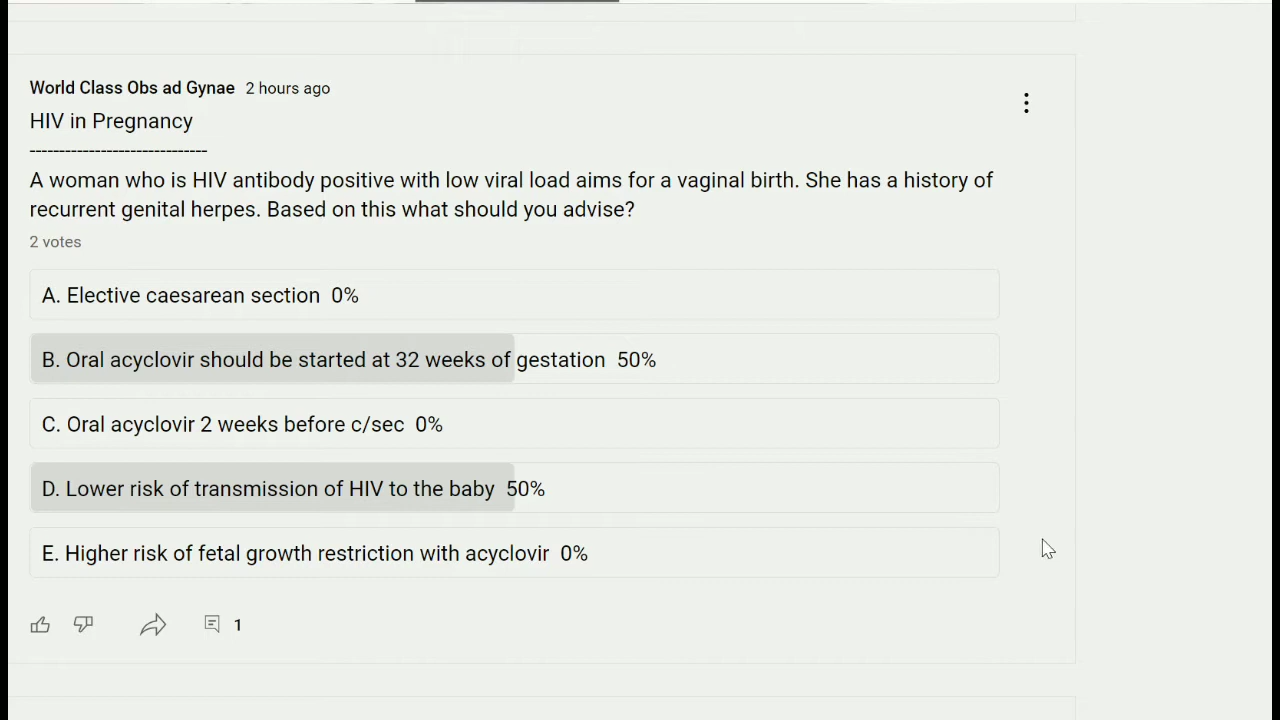 World Class Obs ad Gynae 2 hours ago
HIV in Pregnancy
------------------------------
A woman who is HIV antibody positive with low viral load aims for a vaginal birth. She has a history of
recurrent genital herpes. Based on this what should you advise?
2 votes
A. Elective caesarean section 0%
B. Oral acyclovir should be started at 32 weeks of gestation 50%
C. Oral acyclovir 2 weeks before c/sec 0%
D. Lower risk of transmission of HIV to the baby 50%
E. Higher risk of fetal growth restriction with acyclovir 0%
1